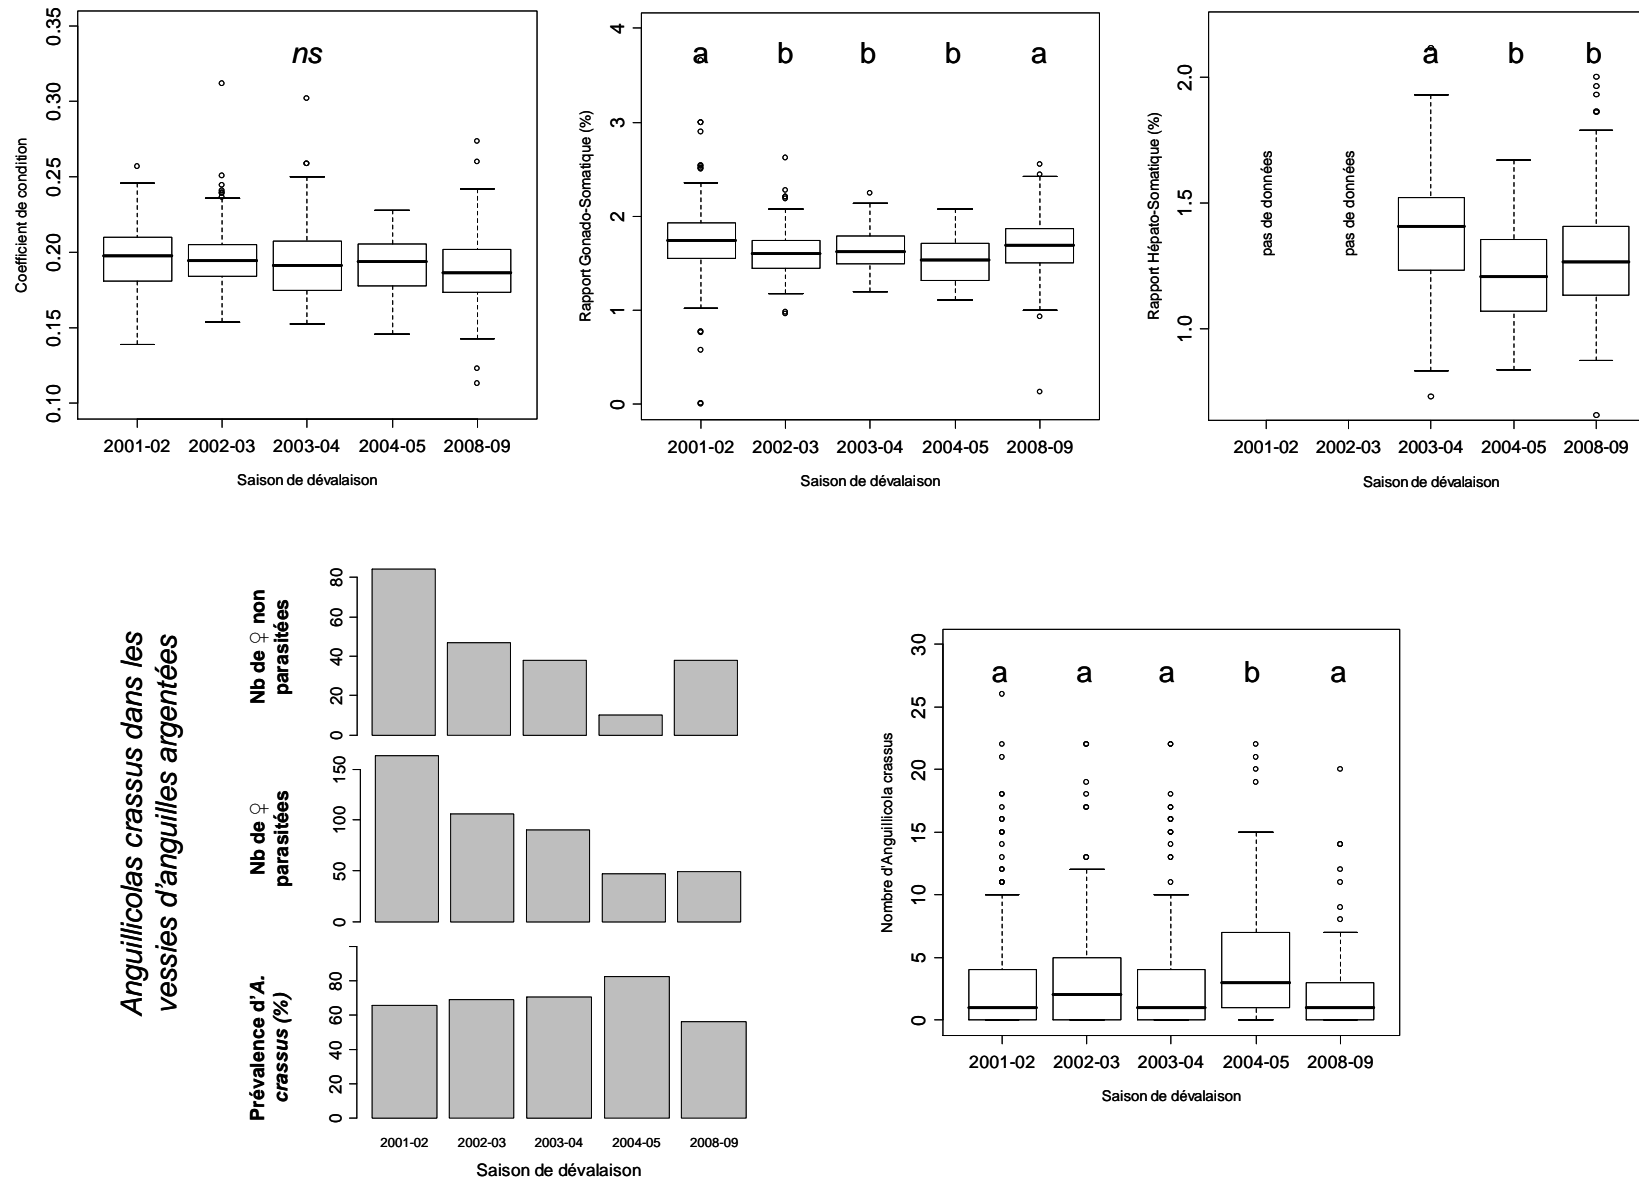 Coefficient de condition
0.35
0.30
0.25
0.20
0.15
0.10
ns
2001-02 2002-03 2003-04 2004-05 2008-09
Saison de dévalaison
Rapport Gonado-Somatique (%)
4
3
2
1
0
a b b b a
2001-02 2002-03 2003-04 2004-05 2008-09
Saison de dévalaison
Rapport Hépato-Somatique (%)
2.0
1.5
1.0
pas de données
pas de données
a b b
2001-02 2002-03 2003-04 2004-05 2008-09
Saison de dévalaison
Anguillicolas crassus dans les
vessies d'anguilles argentées
Nb de ♀ non
parasitées
80
60
40
20
0
Nb de ♀
parasitées
150
100
50
0
Prévalence d'A.
crassus (%)
80
60
40
20
0
2001-02 2002-03 2003-04 2004-05 2008-09
Saison de dévalaison
Nombre d'Anguillicola crassus
30
25
20
15
10
5
0
a a a b a
2001-02 2002-03 2003-04 2004-05 2008-09
Saison de dévalaison